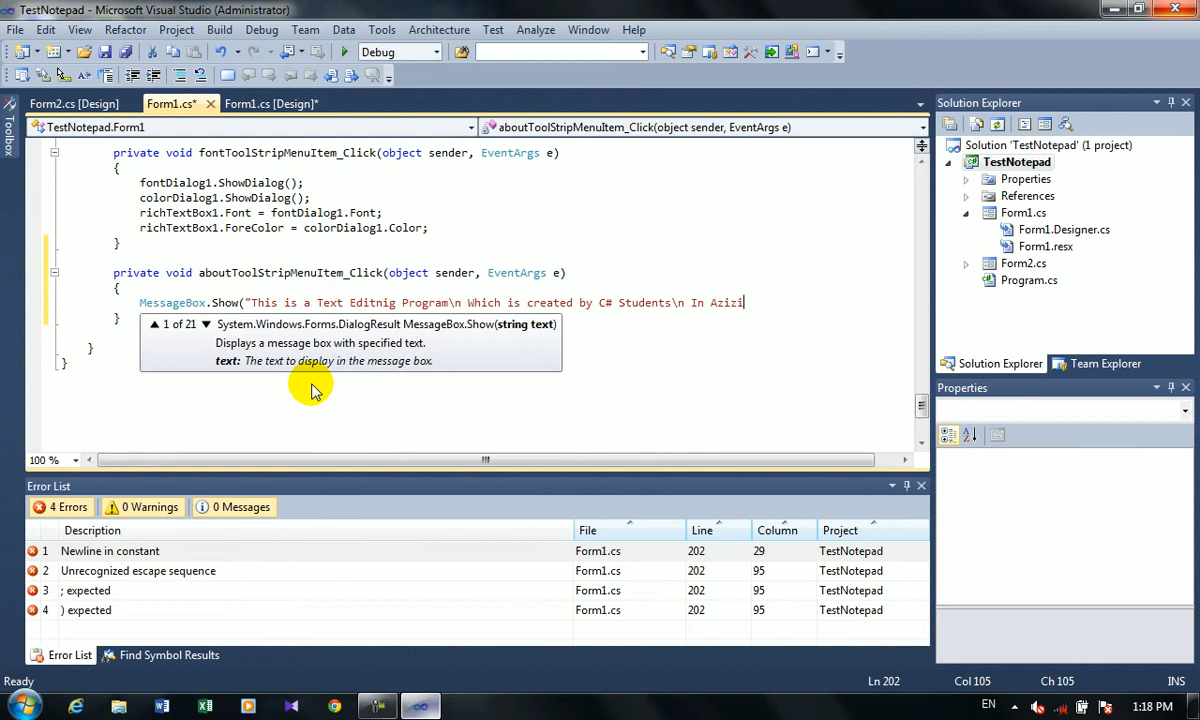 TestNotepad - Microsoft Visual Studio (Administrator)
File Edit View Refactor Project Build Debug Team Data Tools Architecture Test Analyze Window Help
Debug
Form2.cs [Design] Form1.cs* Form1.cs [Design]*
TestNotepad.Form1 aboutToolStripMenuItem_Click(object sender, EventArgs e)
private void fontToolStripMenuItem_Click(object sender, EventArgs e)
{
fontDialog1.ShowDialog();
colorDialog1.ShowDialog();
richTextBox1.Font = fontDialog1.Font;
richTextBox1.ForeColor = colorDialog1.Color;
}
private void aboutToolStripMenuItem_Click(object sender, EventArgs e)
{
MessageBox.Show("This is a Text Editnig Program\n Which is created by C# Students\n In Azizi
}
1 of 21 System.Windows.Forms.DialogResult MessageBox.Show(string text)
Displays a message box with specified text.
text: The text to display in the message box.
}
}
100 %
Toolbox
Error List
4 Errors 0 Warnings 0 Messages
Description File Line Column Project
1 Newline in constant Form1.cs 202 29 TestNotepad
2 Unrecognized escape sequence Form1.cs 202 95 TestNotepad
3 ; expected Form1.cs 202 95 TestNotepad
4 ) expected Form1.cs 202 95 TestNotepad
Error List Find Symbol Results
Solution Explorer
Solution 'TestNotepad' (1 project)
TestNotepad
Properties
References
Form1.cs
Form1.Designer.cs
Form1.resx
Form2.cs
Program.cs
Solution Explorer Team Explorer
Properties
Ready Ln 202 Col 105 Ch 105 INS
EN 1:18 PM